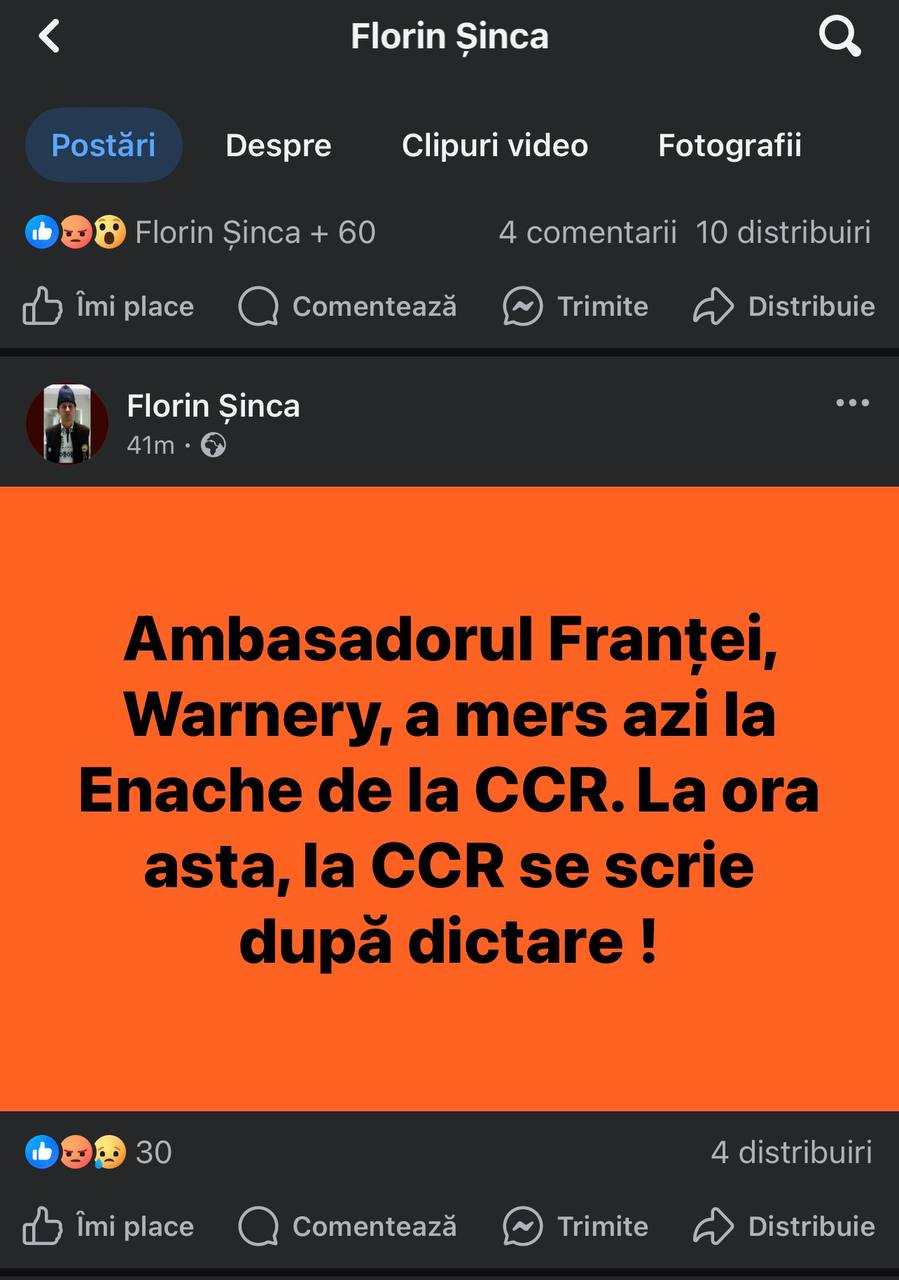 Florin Șinca
Postări Despre Clipuri video Fotografii
Florin Șinca + 60 4 comentarii 10 distribuiri
Îmi place Comentează Trimite Distribuie
Florin Șinca
41m ·
Ambasadorul Franței,
Warnery, a mers azi la
Enache de la CCR. La ora
asta, la CCR se scrie
după dictare !
30 4 distribuiri
Îmi place Comentează Trimite Distribuie